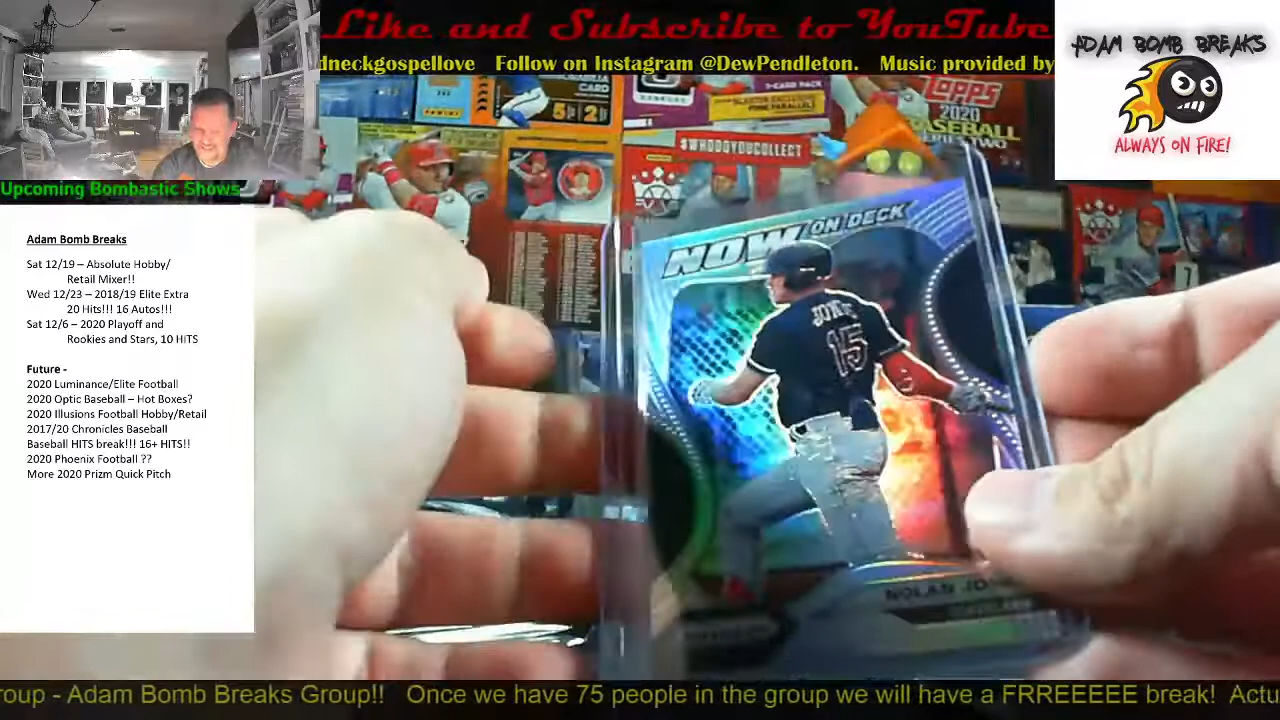 Like and Subscribe to YouTube
dneckgospellove Follow on Instagram @DewPendleton. Music provided by
ADAM BOMB BREAKS
ALWAYS ON FIRE!
Upcoming Bombastic Shows
Adam Bomb Breaks
Sat 12/19 – Absolute Hobby/
Retail Mixer!!
Wed 12/23 – 2018/19 Elite Extra
20 Hits!!! 16 Autos!!!
Sat 12/6 – 2020 Playoff and
Rookies and Stars, 10 HITS
Future -
2020 Luminance/Elite Football
2020 Optic Baseball – Hot Boxes?
2020 Illusions Football Hobby/Retail
2017/20 Chronicles Baseball
Baseball HITS break!!! 16+ HITS!!
2020 Phoenix Football ??
More 2020 Prizm Quick Pitch
CARD
5 2
TOPPS
2020
BASEBALL
#WHODOYOUCOLLECT
NOW ON DECK
15
NOLAN
roup - Adam Bomb Breaks Group!! Once we have 75 people in the group we will have a FRREEEEE break! Actu